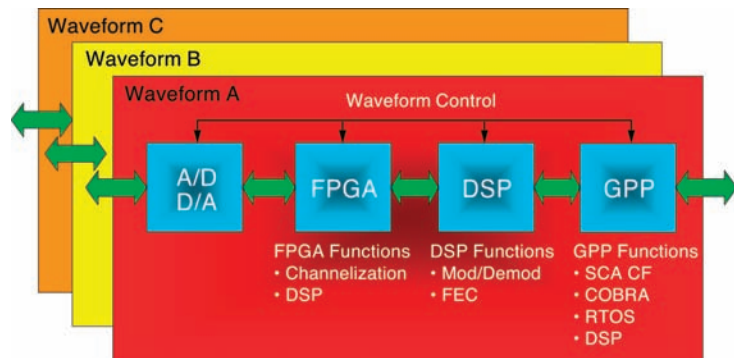 Waveform C
Waveform B
Waveform A
Waveform Control
A/D
D/A
FPGA
DSP
GPP
FPGA Functions
• Channelization
• DSP
DSP Functions
• Mod/Demod
• FEC
GPP Functions
• SCA CF
• COBRA
• RTOS
• DSP